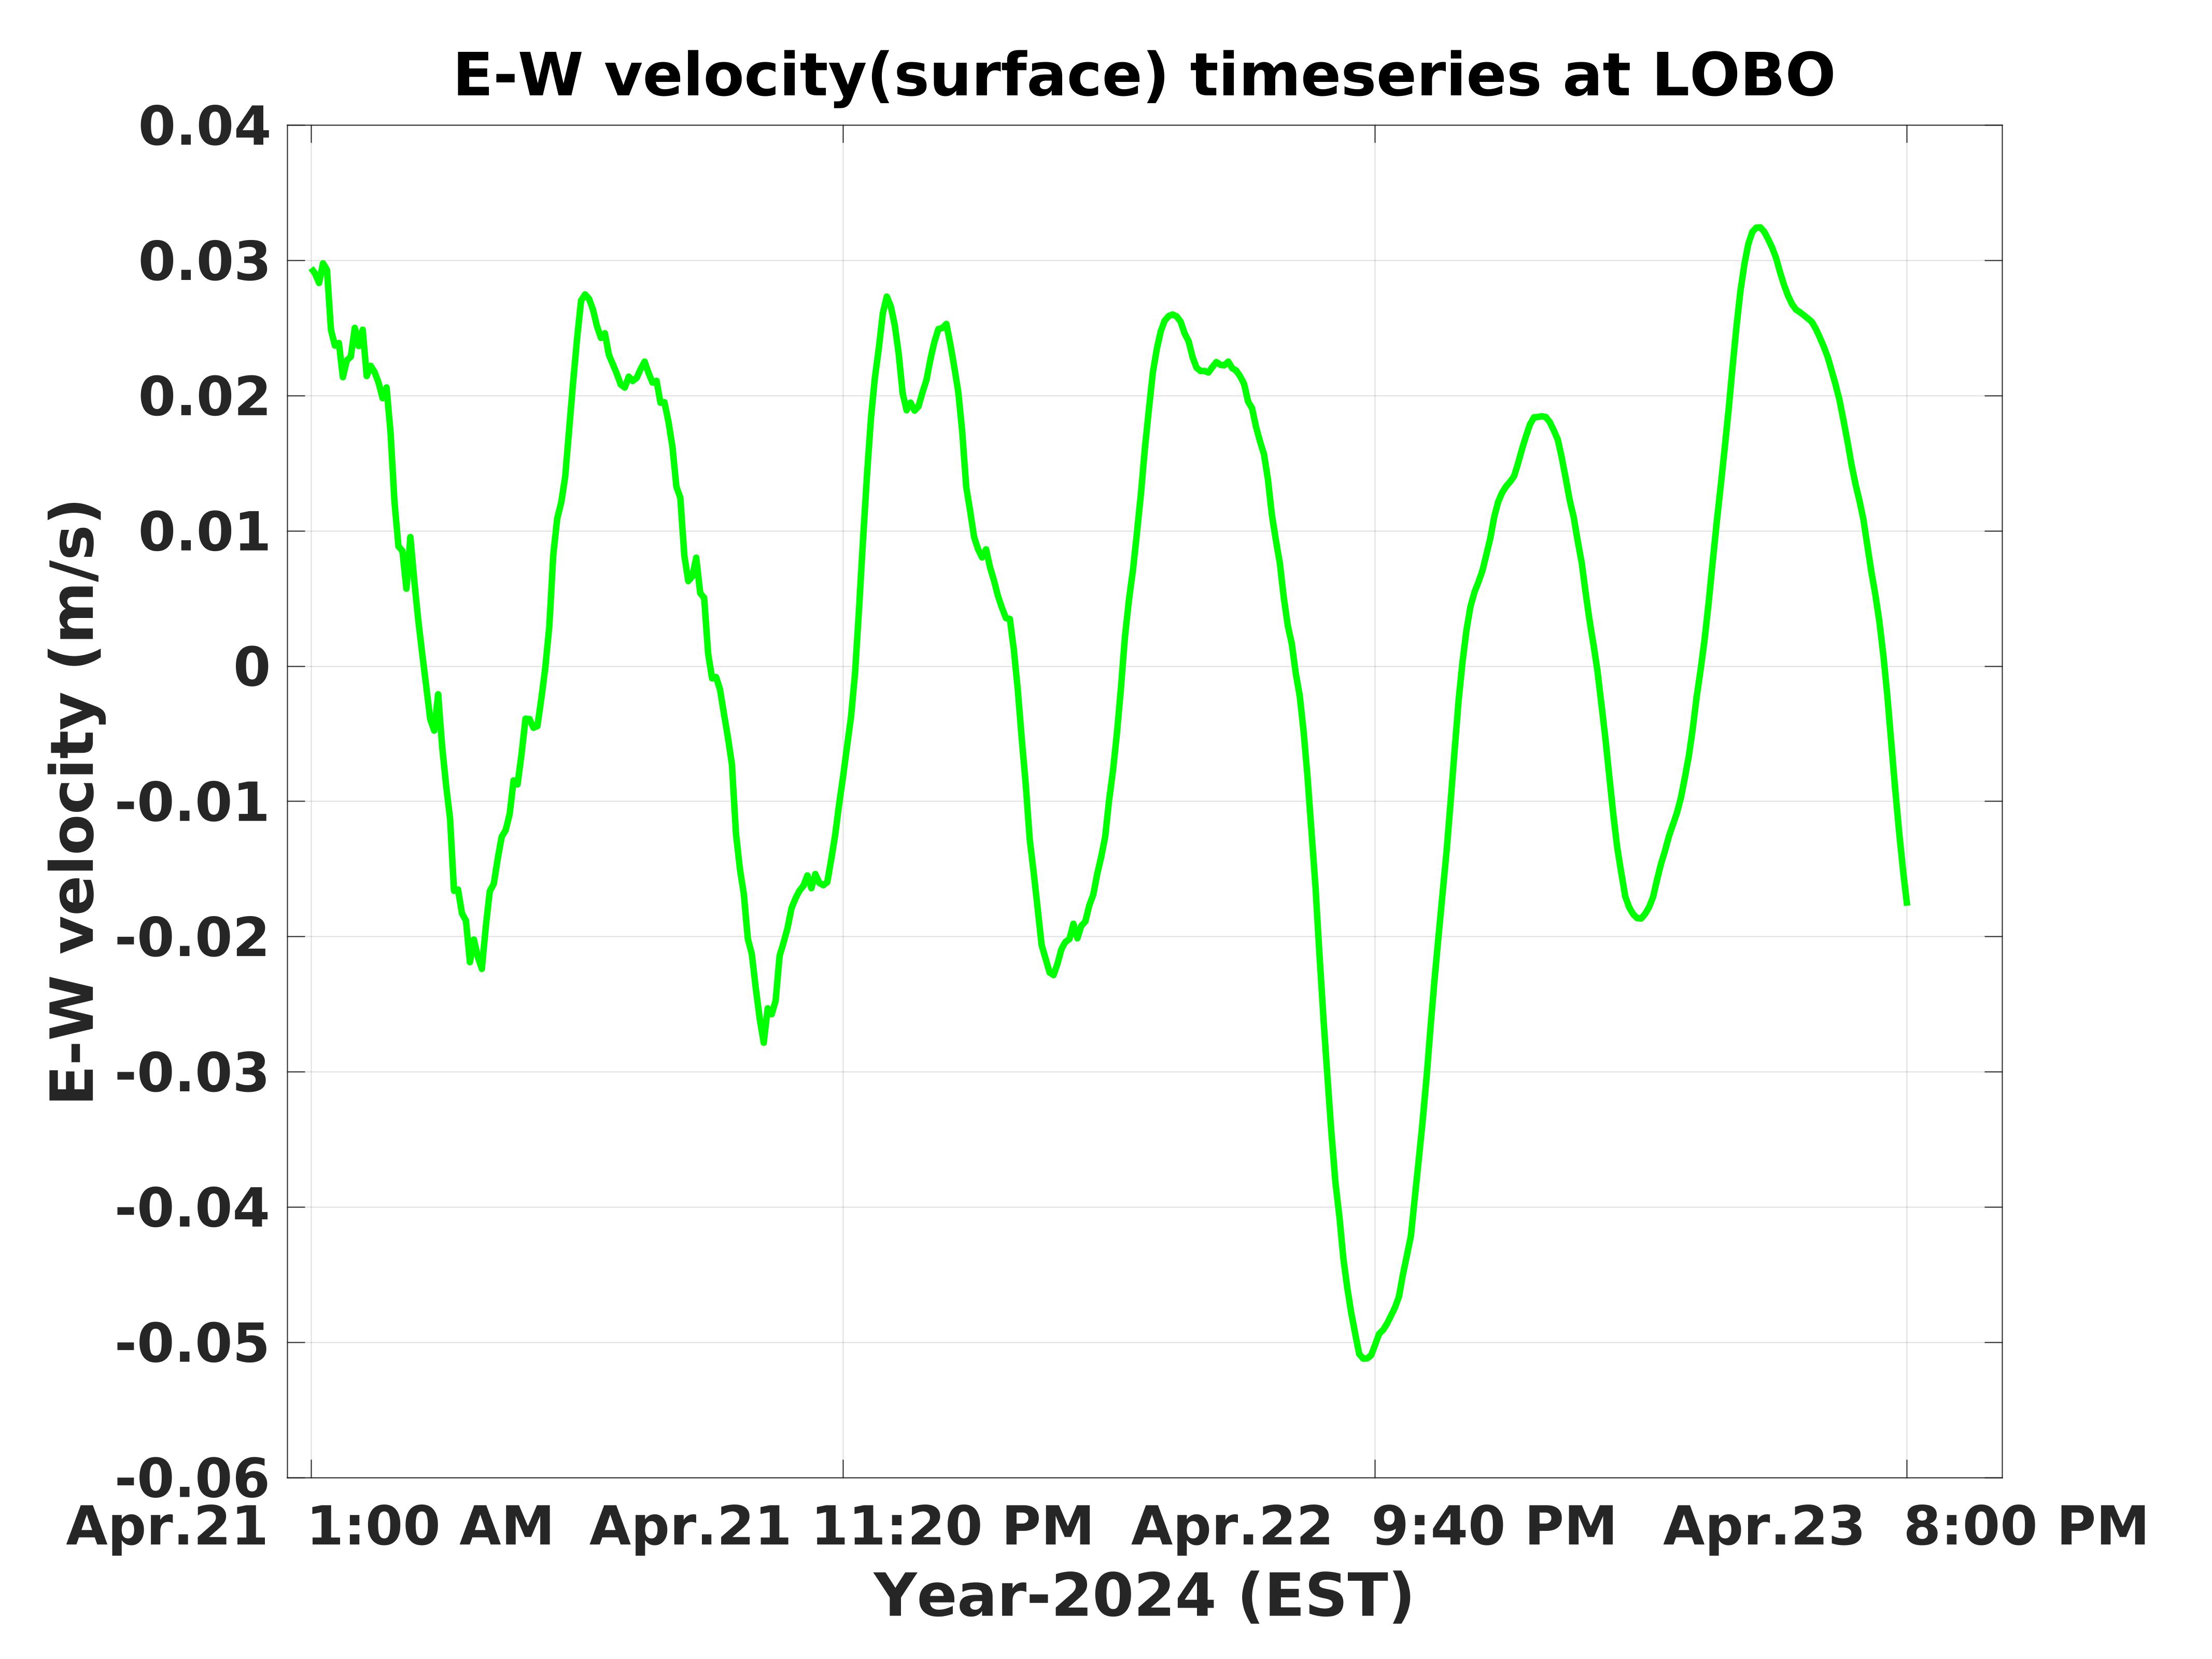 E-W velocity(surface) timeseries at LOBO
E-W velocity (m/s)
0.04
0.03
0.02
0.01
0
-0.01
-0.02
-0.03
-0.04
-0.05
-0.06
Apr.21 1:00 AM Apr.21 11:20 PM Apr.22 9:40 PM Apr.23 8:00 PM
Year-2024 (EST)